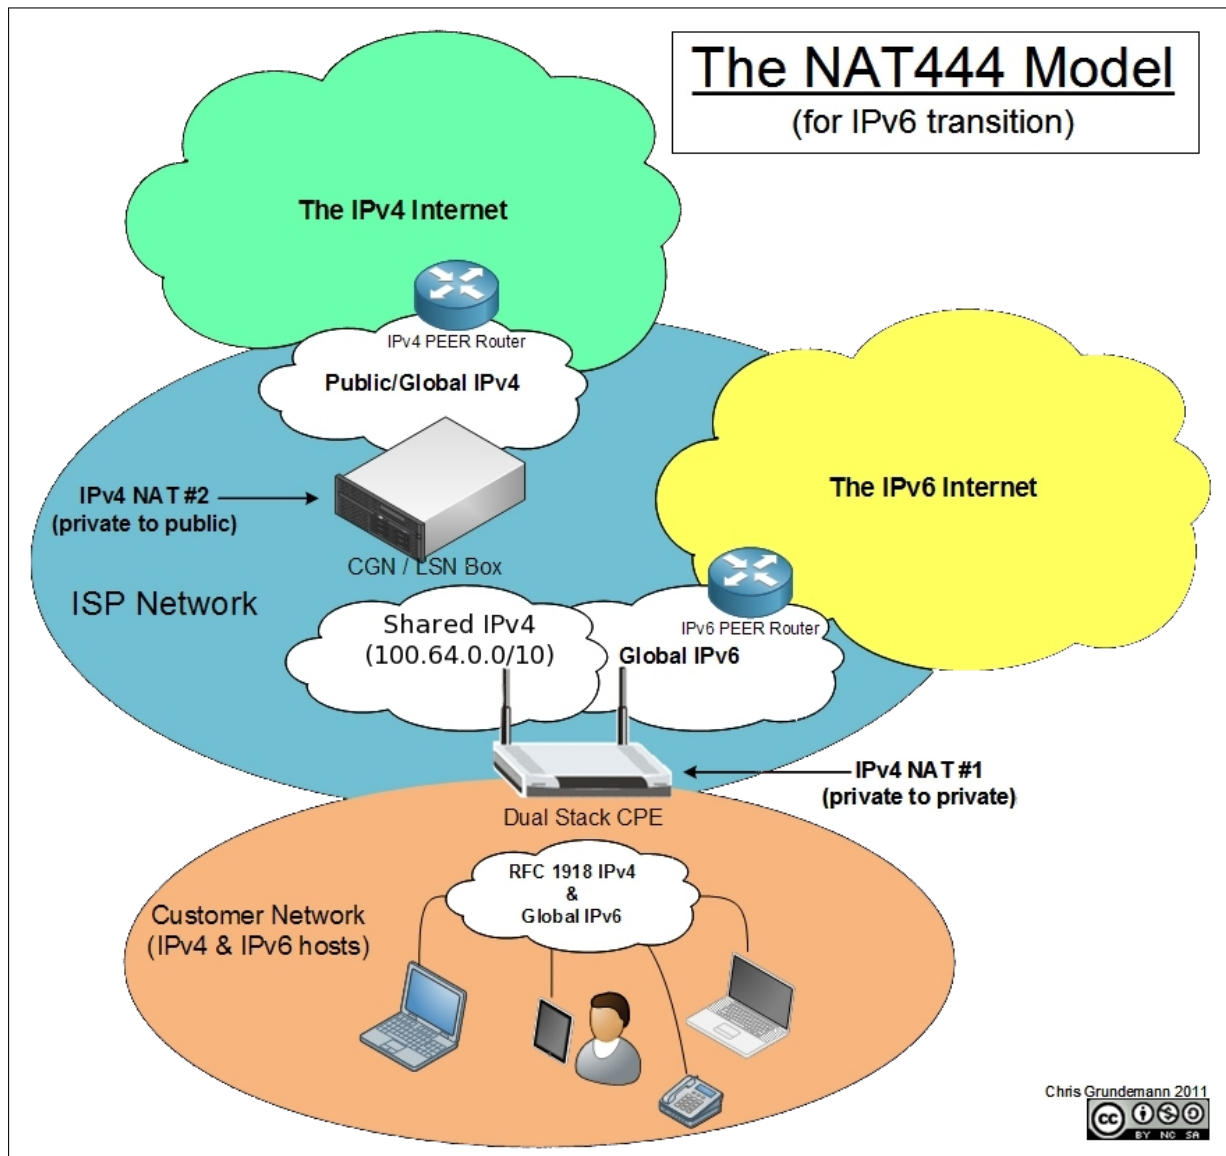 The NAT444 Model
(for IPv6 transition)
The IPv4 Internet
IPv4 PEER Router
Public/Global IPv4
IPv4 NAT #2
(private to public)
CGN / LSN Box
The IPv6 Internet
ISP Network
Shared IPv4
(100.64.0.0/10)
IPv6 PEER Router
Global IPv6
IPv4 NAT #1
(private to private)
Dual Stack CPE
RFC 1918 IPv4
&
Global IPv6
Customer Network
(IPv4 & IPv6 hosts)
Chris Grundemann 2011
cc
BY NC SA